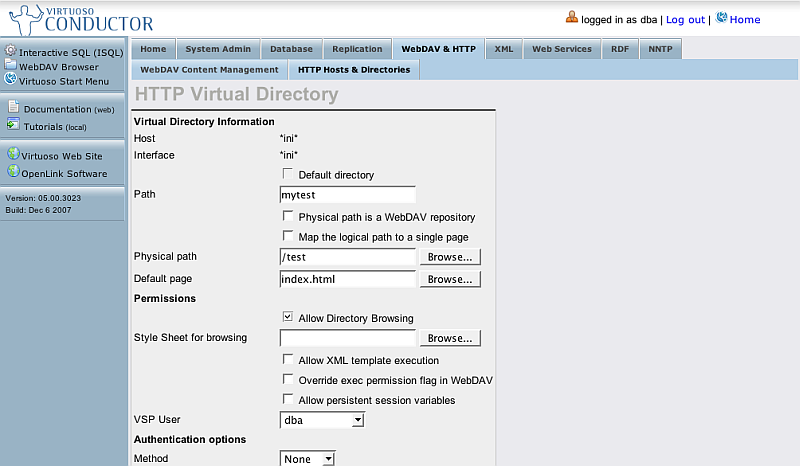 VIRTUOSO
CONDUCTOR
logged in as dba | Log out | Home
Interactive SQL (ISQL)
WebDAV Browser
Virtuoso Start Menu
Documentation (web)
Tutorials (local)
Virtuoso Web Site
OpenLink Software
Version: 05.00.3023
Build: Dec 6 2007
Home System Admin Database Replication WebDAV & HTTP XML Web Services RDF NNTP
WebDAV Content Management HTTP Hosts & Directories
HTTP Virtual Directory
Virtual Directory Information
Host *ini*
Interface *ini*
Default directory
Path mytest
Physical path is a WebDAV repository
Map the logical path to a single page
Physical path /test Browse...
Default page index.html Browse...
Permissions
Allow Directory Browsing
Style Sheet for browsing Browse...
Allow XML template execution
Override exec permission flag in WebDAV
Allow persistent session variables
VSP User dba
Authentication options
Method None